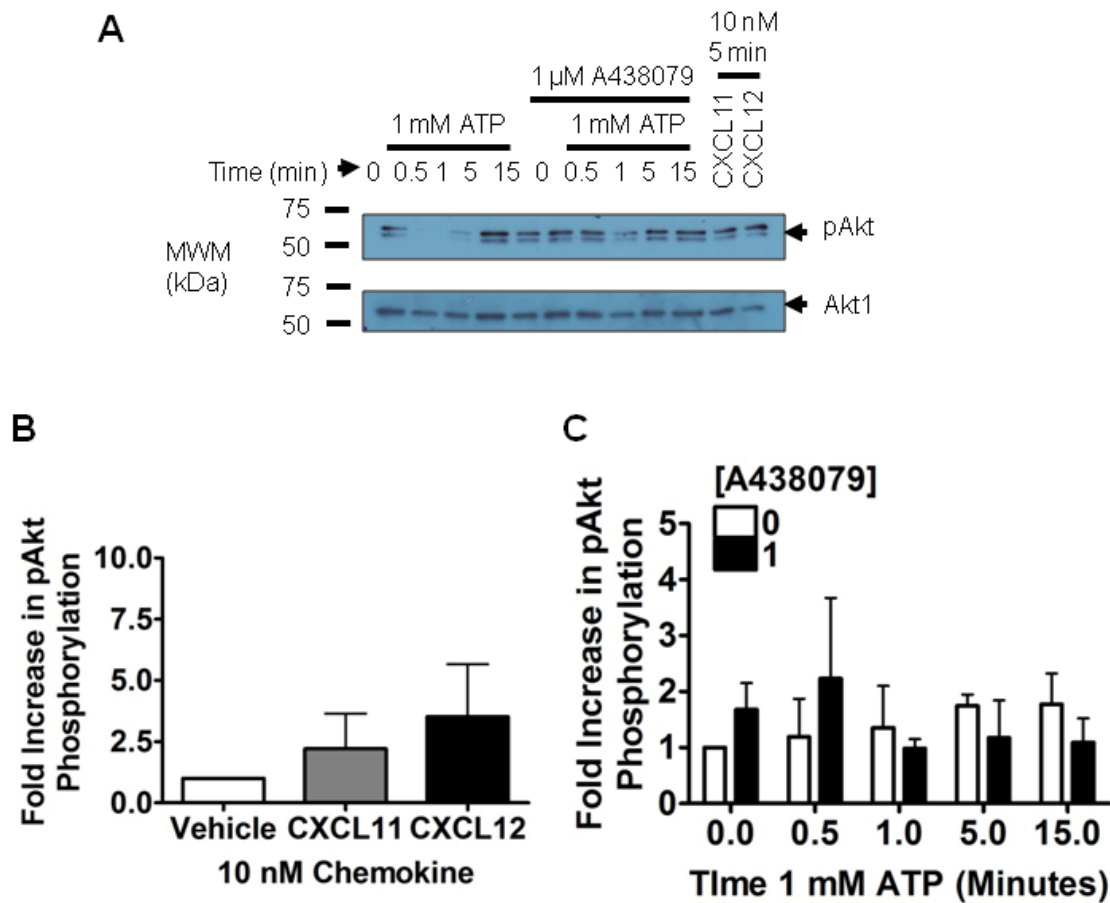 A
10 nM
5 min
1 µM A438079
CXCL11
CXCL12
1 mM ATP
1 mM ATP
Time (min)
0
0.5
1
5
15
0
0.5
1
5
15
75
50
MWM
(kDa)
pAkt
75
50
Akt1
B
Fold Increase in pAkt
Phosphorylation
10.0
7.5
5.0
2.5
0.0
Vehicle
CXCL11
CXCL12
10 nM Chemokine
C
[A438079]
0
1
Fold Increase in pAkt
Phosphorylation
5
4
3
2
1
0
0.0
0.5
1.0
5.0
15.0
TIme 1 mM ATP (Minutes)